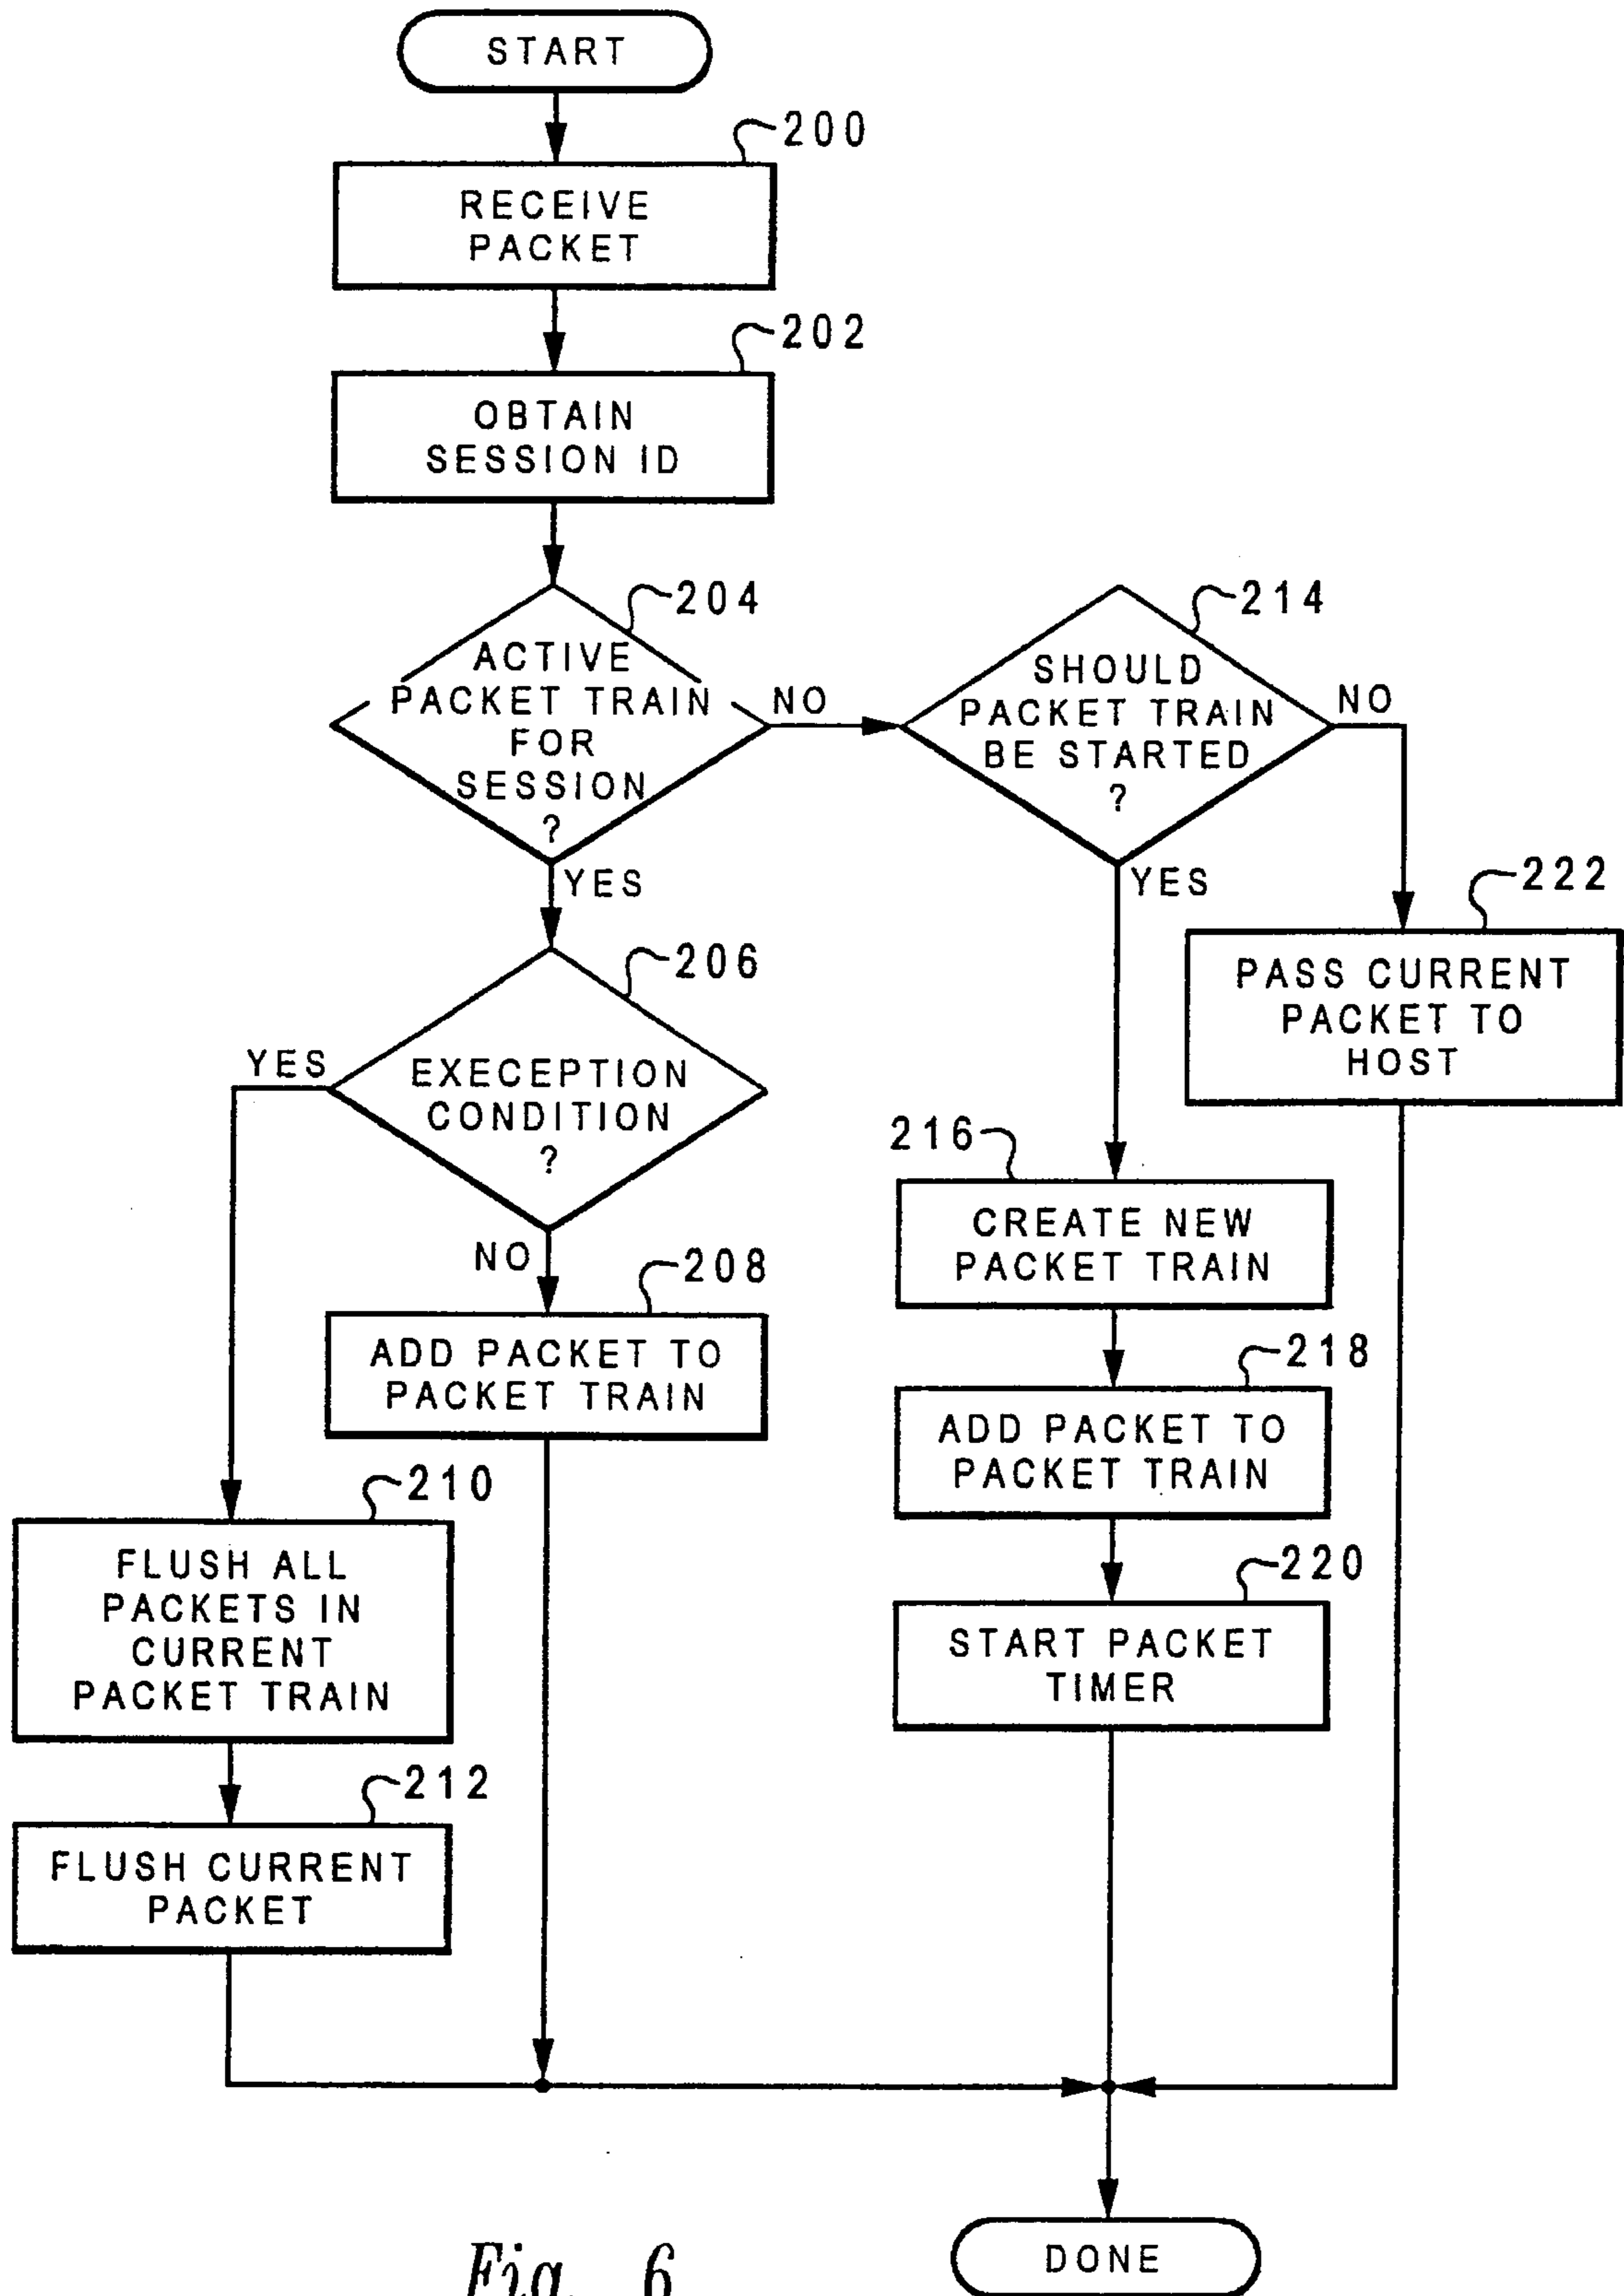 START
200
RECEIVE
PACKET
202
OBTAIN
SESSION ID
204
ACTIVE
PACKET TRAIN
FOR
SESSION
?
NO
YES
214
SHOULD
PACKET TRAIN
BE STARTED
?
NO
YES
222
PASS CURRENT
PACKET TO
HOST
206
EXECEPTION
CONDITION
?
YES
NO
208
ADD PACKET TO
PACKET TRAIN
216
CREATE NEW
PACKET TRAIN
218
ADD PACKET TO
PACKET TRAIN
220
START PACKET
TIMER
210
FLUSH ALL
PACKETS IN
CURRENT
PACKET TRAIN
212
FLUSH CURRENT
PACKET
DONE
Fig. 6